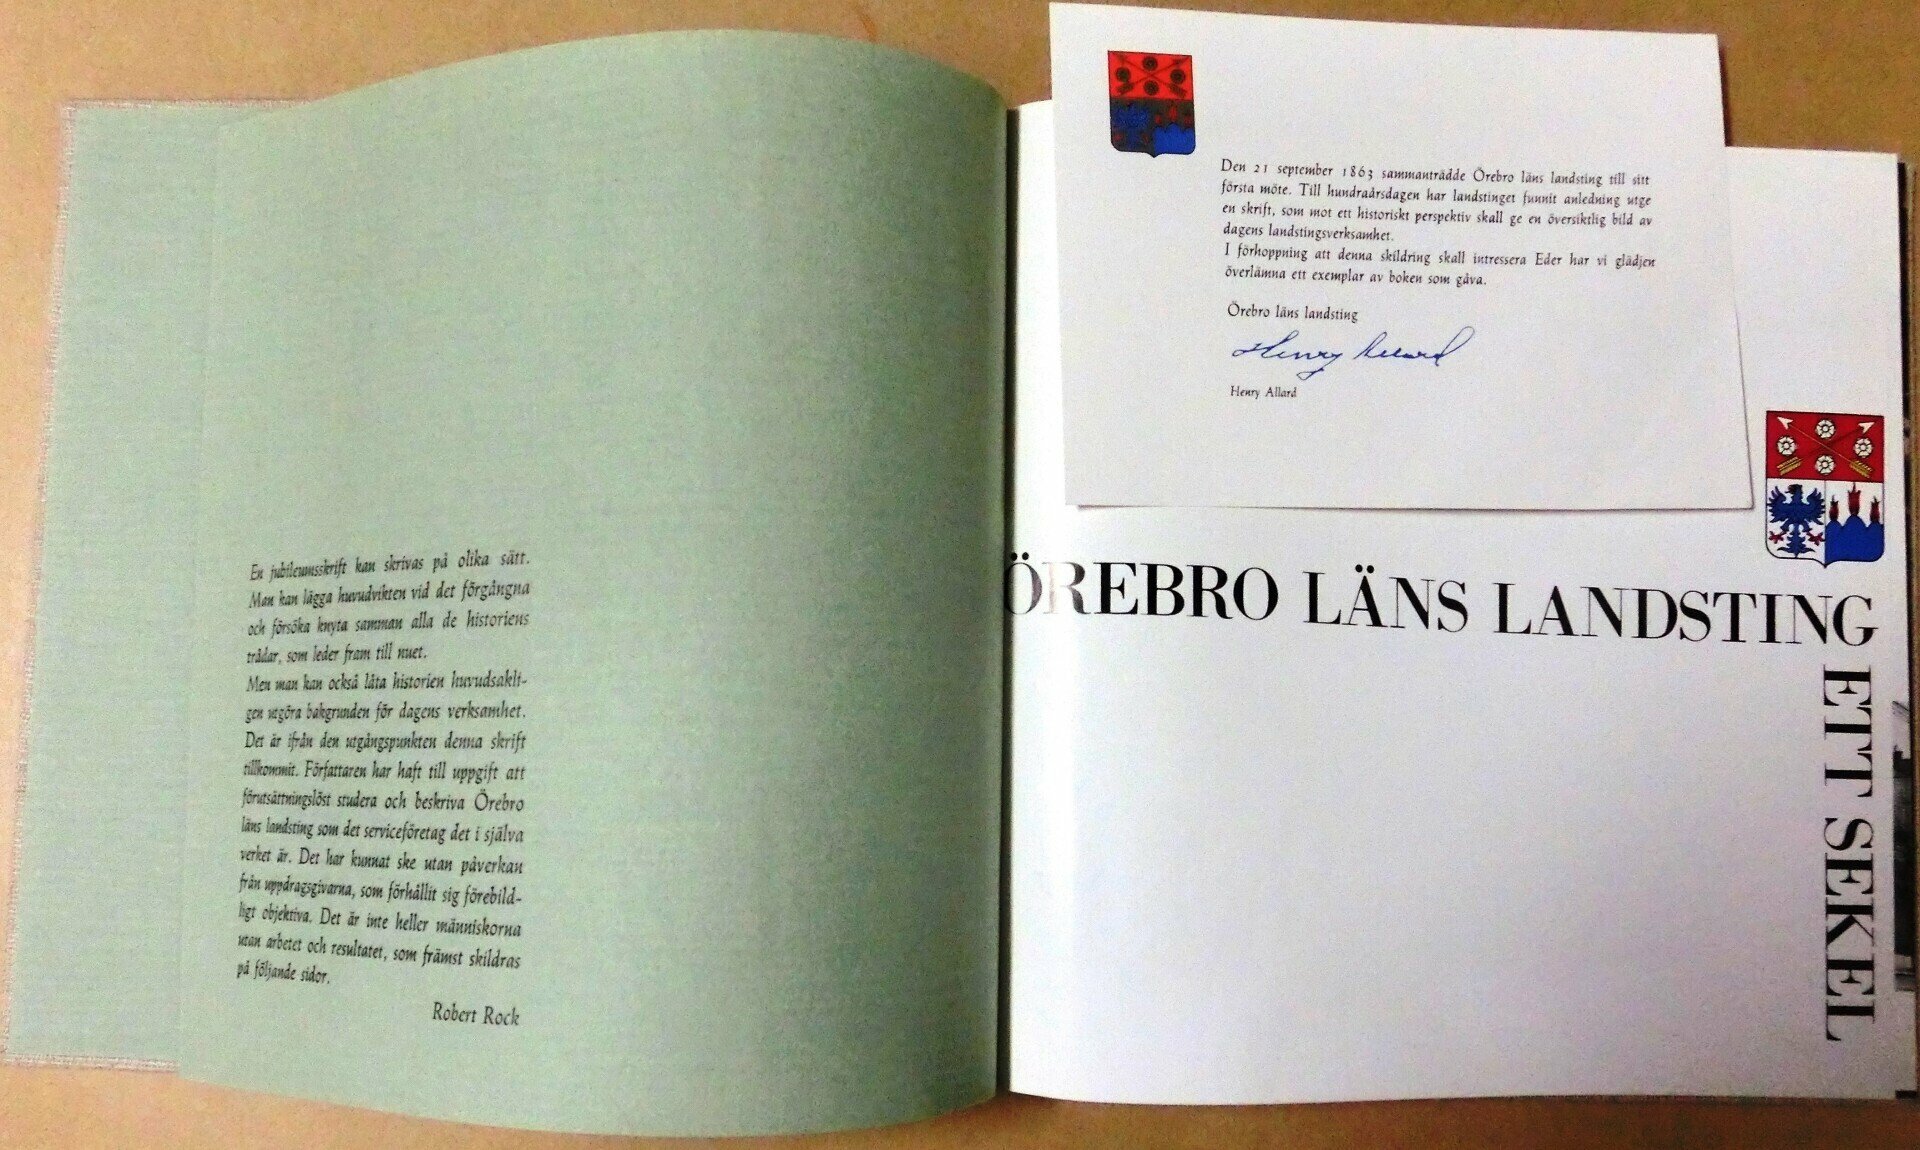 En jubileumsskrift kan skrivas på olika sätt.
Man kan lägga huvudvikten vid det förgångna
och försöka knyta samman alla de historiens
trådar, som leder fram till nuet.
Men man kan också låta historien huvudsakli-
gen utgöra bakgrunden för dagens verksamhet.
Det är ifrån den utgångspunkten denna skrift
tillkommit. Författaren har haft till uppgift att
förutsättningslöst studera och beskriva Örebro
läns landsting som det serviceföretag det i själva
verket är. Det har kunnat ske utan påverkan
från uppdragsgivarna, som förhållit sig förebild-
ligt objektiva. Det är inte heller människorna
utan arbetet och resultatet, som främst skildras
på följande sidor.
Robert Rock
Den 21 september 1863 sammanträdde Örebro läns landsting till sitt
första möte. Till hundraårsdagen har landstinget funnit anledning utge
en skrift, som mot ett historiskt perspektiv skall ge en översiktlig bild av
dagens landstingsverksamhet.
I förhoppning att denna skildring skall intressera Eder har vi glädjen
överlämna ett exemplar av boken som gåva.
Örebro läns landsting
Henry Allard
Henry Allard
ÖREBRO LÄNS LANDSTING
ETT SEKEL